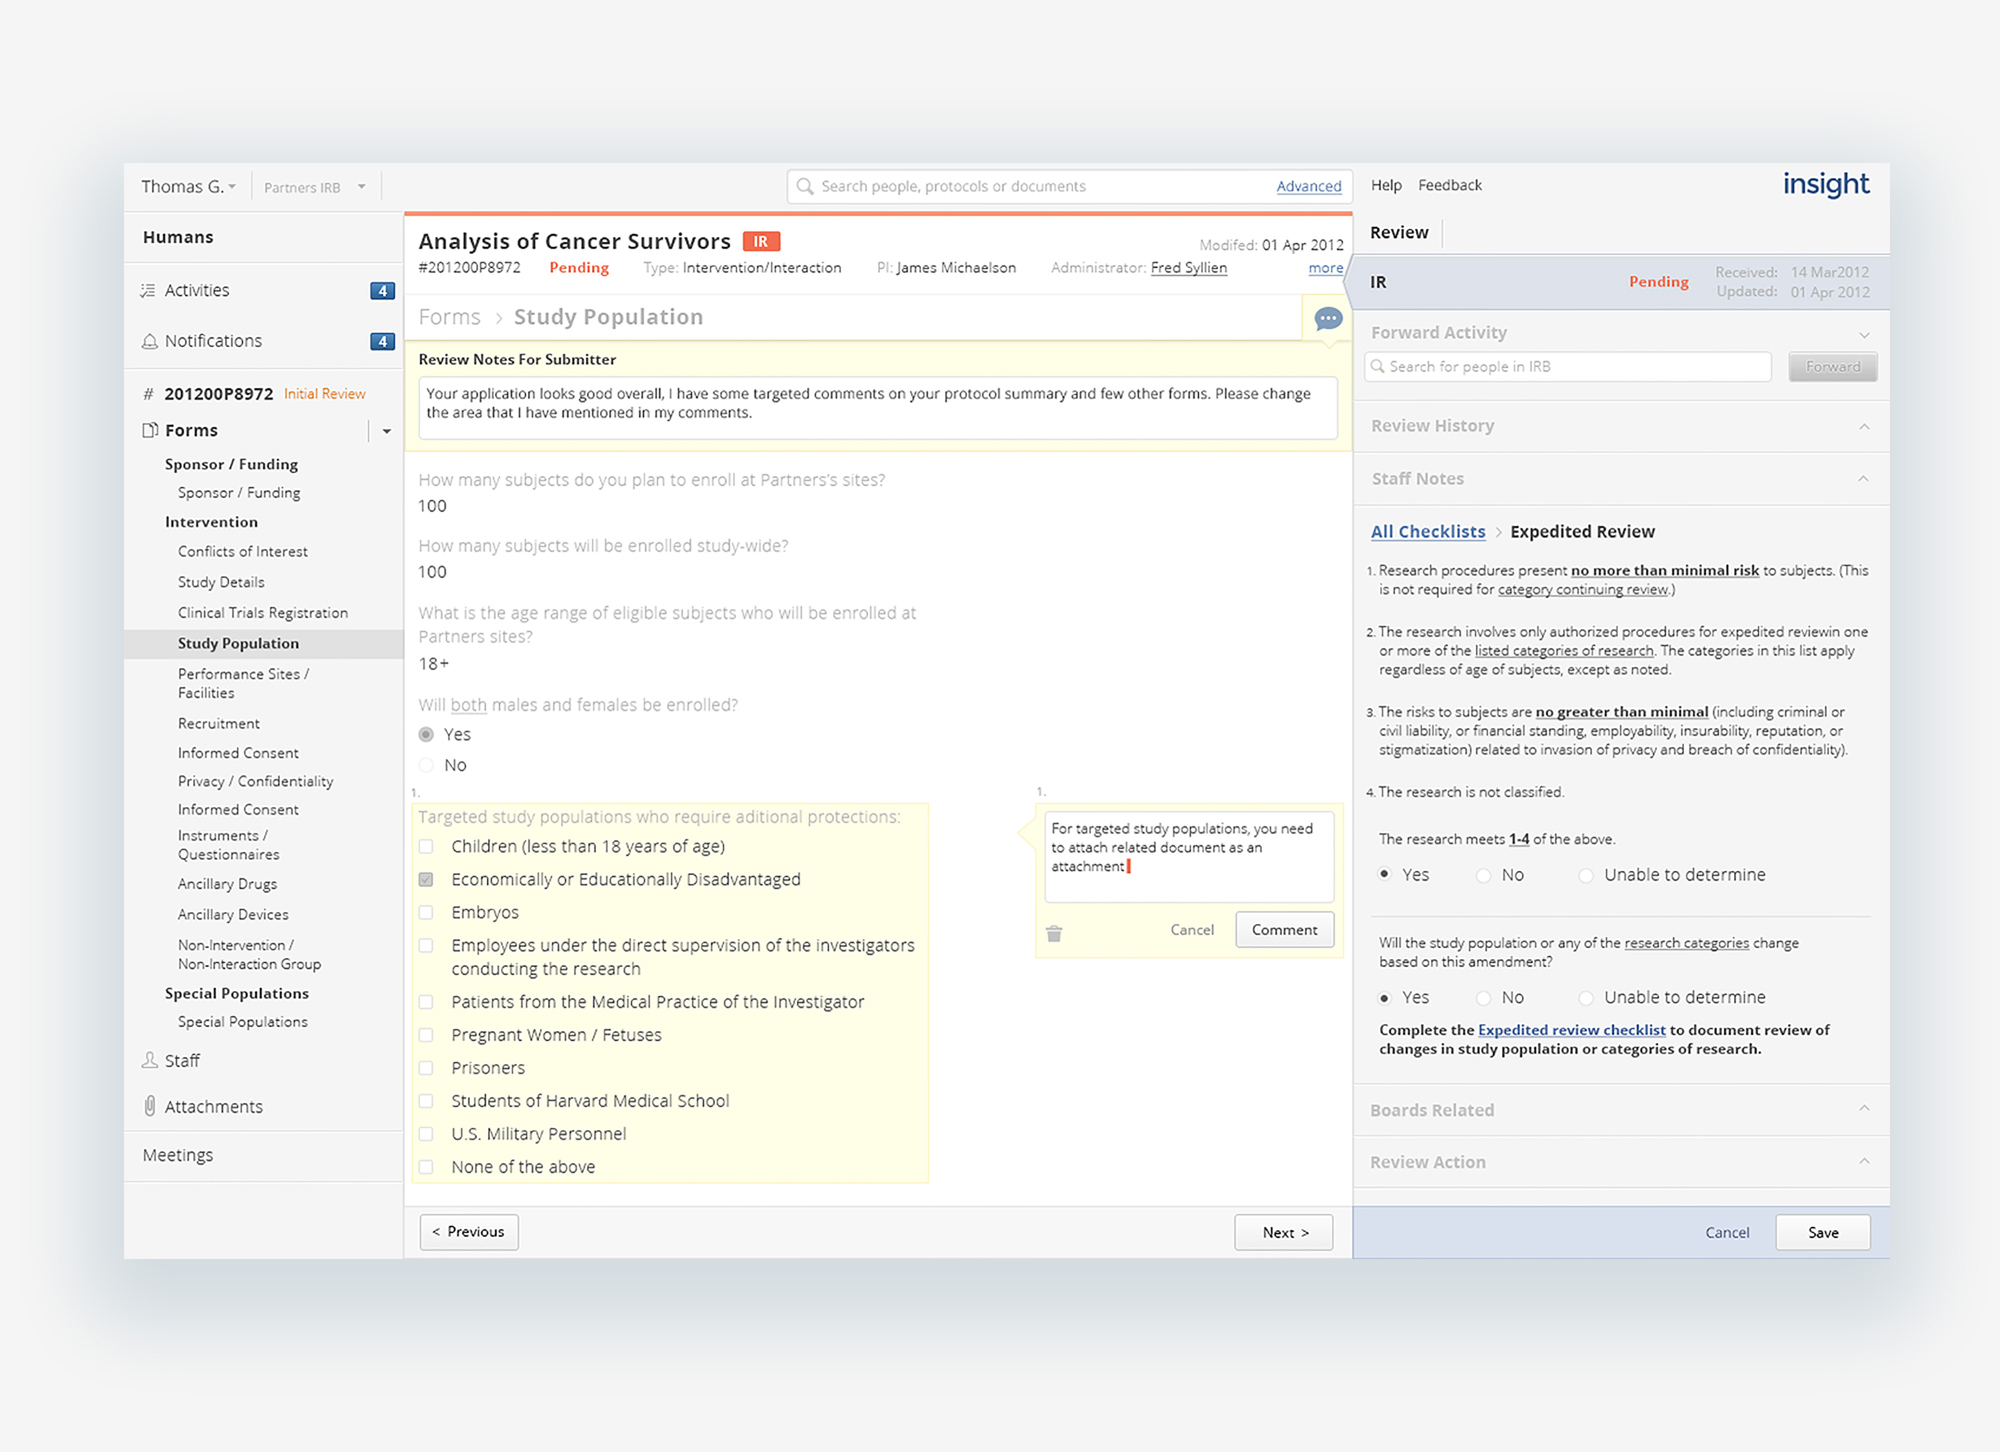 Thomas G.
Partners IRB
Search people, protocols or documents
Advanced
Help
Feedback
insight
Humans
Activities
4
Notifications
4
# 201200P8972 Initial Review
Forms
Sponsor / Funding
Sponsor / Funding
Intervention
Conflicts of Interest
Study Details
Clinical Trials Registration
Study Population
Performance Sites /
Facilities
Recruitment
Informed Consent
Privacy / Confidentiality
Informed Consent
Instruments /
Questionnaires
Ancillary Drugs
Ancillary Devices
Non-Intervention /
Non-Interaction Group
Special Populations
Special Populations
Staff
Attachments
Meetings
Analysis of Cancer Survivors IR
Modifed: 01 Apr 2012
#201200P8972 Pending Type: Intervention/Interaction PI: James Michaelson Administrator: Fred Syllien more
Forms > Study Population
Review Notes For Submitter
Your application looks good overall, I have some targeted comments on your protocol summary and few other forms. Please change
the area that I have mentioned in my comments.
How many subjects do you plan to enroll at Partners's sites?
100
How many subjects will be enrolled study-wide?
100
What is the age range of eligible subjects who will be enrolled at
Partners sites?
18+
Will both males and females be enrolled?
Yes
No
1.
Targeted study populations who require aditional protections:
Children (less than 18 years of age)
Economically or Educationally Disadvantaged
Embryos
Employees under the direct supervision of the investigators
conducting the research
Patients from the Medical Practice of the Investigator
Pregnant Women / Fetuses
Prisoners
Students of Harvard Medical School
U.S. Military Personnel
None of the above
1.
For targeted study populations, you need
to attach related document as an
attachment
Cancel
Comment
< Previous
Next >
Review
IR
Pending
Received: 14 Mar2012
Updated: 01 Apr 2012
Forward Activity
Search for people in IRB
Forward
Review History
Staff Notes
All Checklists > Expedited Review
1. Research procedures present no more than minimal risk to subjects. (This
is not required for category continuing review.)
2. The research involves only authorized procedures for expedited reviewin one
or more of the listed categories of research. The categories in this list apply
regardless of age of subjects, except as noted.
3. The risks to subjects are no greater than minimal (including criminal or
civil liability, or financial standing, employability, insurability, reputation, or
stigmatization) related to invasion of privacy and breach of confidentiality).
4. The research is not classified.
The research meets 1-4 of the above.
Yes
No
Unable to determine
Will the study population or any of the research categories change
based on this amendment?
Yes
No
Unable to determine
Complete the Expedited review checklist to document review of
changes in study population or categories of research.
Boards Related
Review Action
Cancel
Save